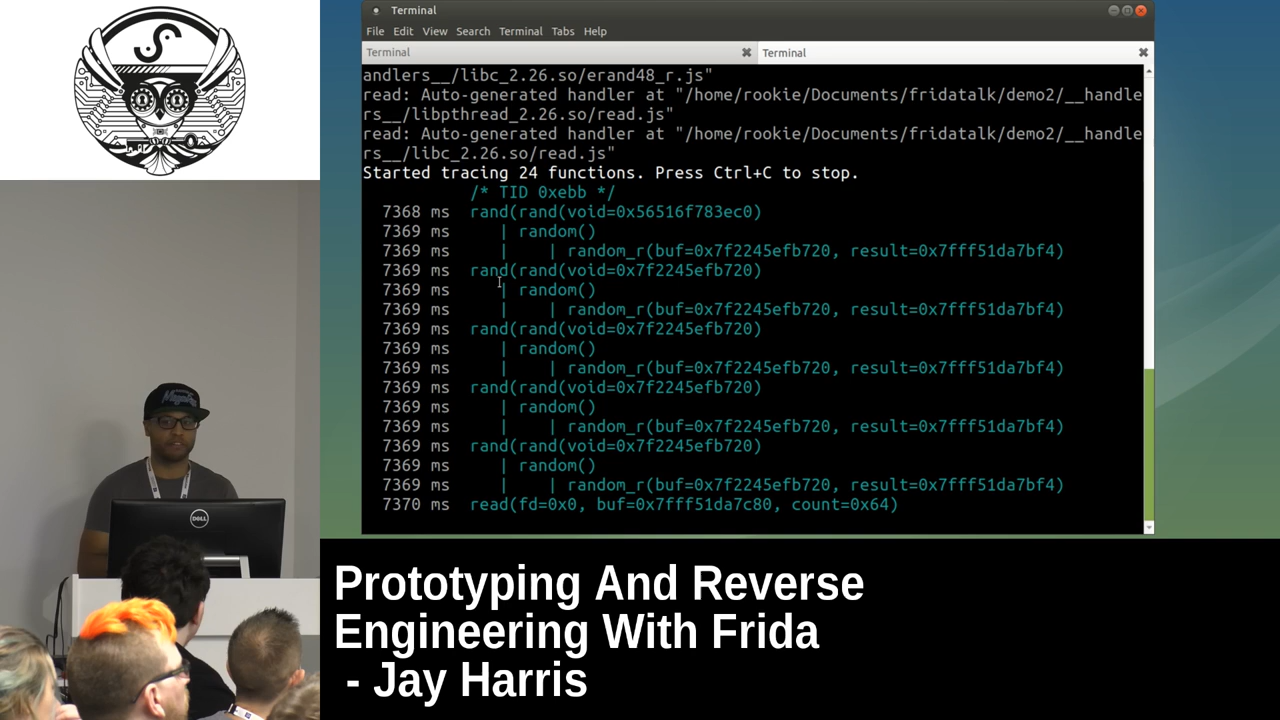 Terminal
File Edit View Search Terminal Tabs Help
Terminal
Terminal
andlers__/libc_2.26.so/erand48_r.js"
read: Auto-generated handler at "/home/rookie/Documents/fridatalk/demo2/__handle
rs__/libpthread_2.26.so/read.js"
read: Auto-generated handler at "/home/rookie/Documents/fridatalk/demo2/__handle
rs__/libc_2.26.so/read.js"
Started tracing 24 functions. Press Ctrl+C to stop.
/* TID 0xebb */
7368 ms rand(rand(void=0x56516f783ec0)
7369 ms | random()
7369 ms | | random_r(buf=0x7f2245efb720, result=0x7fff51da7bf4)
7369 ms rand(rand(void=0x7f2245efb720)
7369 ms | random()
7369 ms | | random_r(buf=0x7f2245efb720, result=0x7fff51da7bf4)
7369 ms rand(rand(void=0x7f2245efb720)
7369 ms | random()
7369 ms | | random_r(buf=0x7f2245efb720, result=0x7fff51da7bf4)
7369 ms rand(rand(void=0x7f2245efb720)
7369 ms | random()
7369 ms | | random_r(buf=0x7f2245efb720, result=0x7fff51da7bf4)
7369 ms rand(rand(void=0x7f2245efb720)
7369 ms | random()
7369 ms | | random_r(buf=0x7f2245efb720, result=0x7fff51da7bf4)
7370 ms read(fd=0x0, buf=0x7fff51da7c80, count=0x64)
DELL
Prototyping And Reverse
Engineering With Frida
- Jay Harris